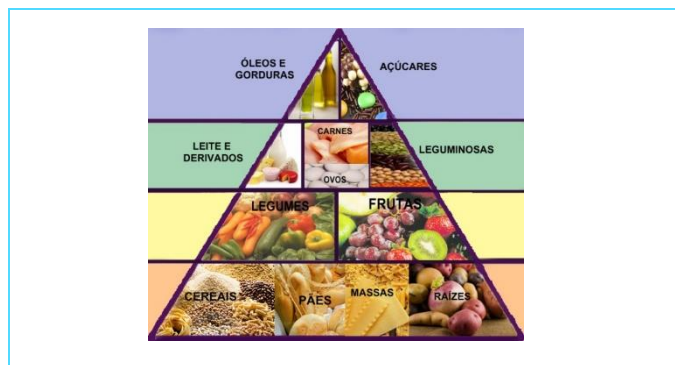 ÓLEOS E
GORDURAS
AÇÚCARES
LEITE E
DERIVADOS
CARNES
OVOS
LEGUMINOSAS
LEGUMES
FRUTAS
CEREAIS
PÃES
MASSAS
RAÍZES